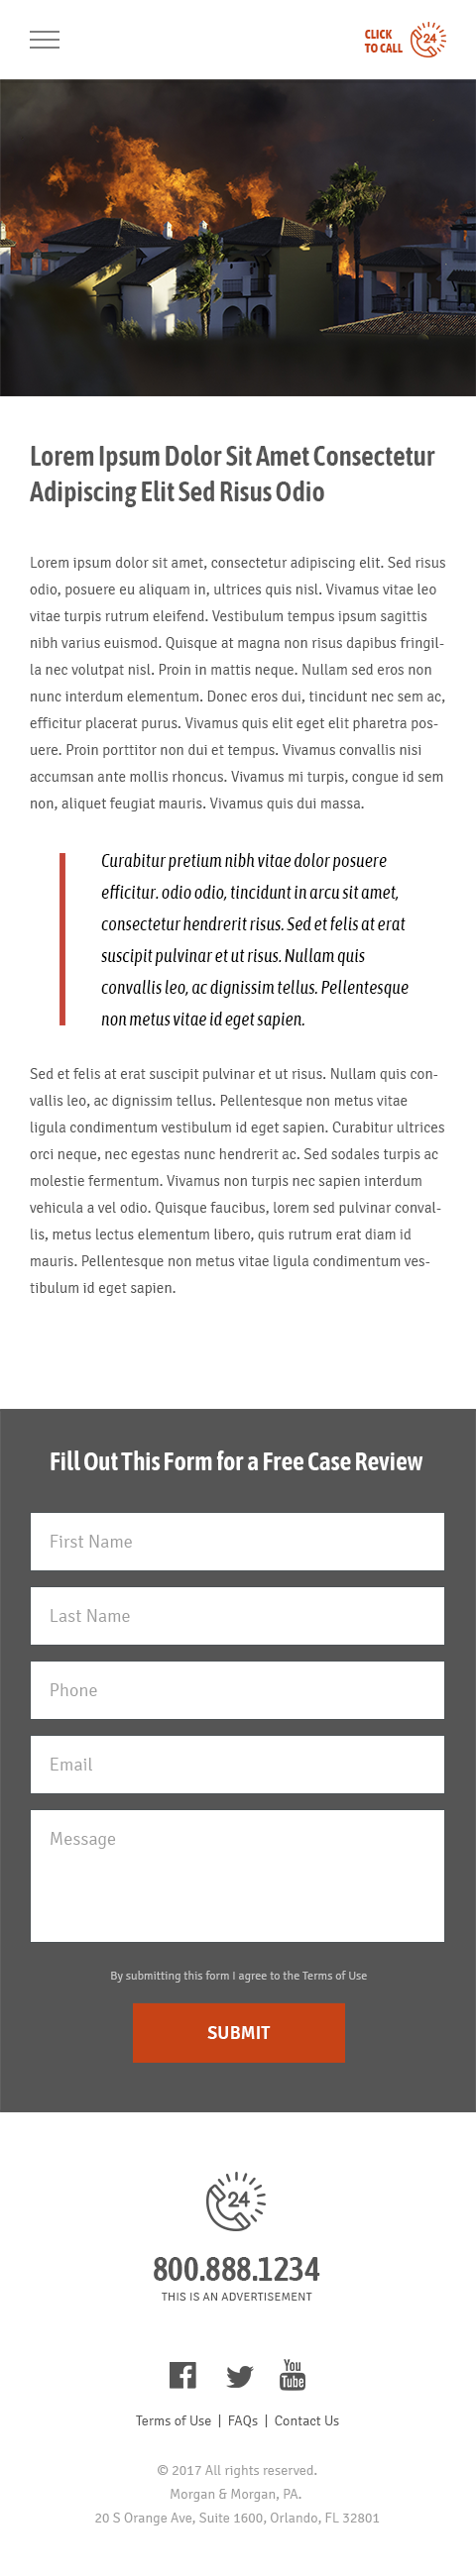 CLICK
TO CALL
24
Lorem Ipsum Dolor Sit Amet Consectetur
Adipiscing Elit Sed Risus Odio
Lorem ipsum dolor sit amet, consectetur adipiscing elit. Sed risus
odio, posuere eu aliquam in, ultrices quis nisl. Vivamus vitae leo
vitae turpis rutrum eleifend. Vestibulum tempus ipsum sagittis
nibh varius euismod. Quisque at magna non risus dapibus fringil-
la nec volutpat nisl. Proin in mattis neque. Nullam sed eros non
nunc interdum elementum. Donec eros dui, tincidunt nec sem ac,
efficitur placerat purus. Vivamus quis elit eget elit pharetra pos-
uere. Proin porttitor non dui et tempus. Vivamus convallis nisi
accumsan ante mollis rhoncus. Vivamus mi turpis, congue id sem
non, aliquet feugiat mauris. Vivamus quis dui massa.
Curabitur pretium nibh vitae dolor posuere
efficitur. odio odio, tincidunt in arcu sit amet,
consectetur hendrerit risus. Sed et felis at erat
suscipit pulvinar et ut risus. Nullam quis
convallis leo, ac dignissim tellus. Pellentesque
non metus vitae id eget sapien.
Sed et felis at erat suscipit pulvinar et ut risus. Nullam quis con-
vallis leo, ac dignissim tellus. Pellentesque non metus vitae
ligula condimentum vestibulum id eget sapien. Curabitur ultrices
orci neque, nec egestas nunc hendrerit ac. Sed sodales turpis ac
molestie fermentum. Vivamus non turpis nec sapien interdum
vehicula a vel odio. Quisque faucibus, lorem sed pulvinar conval-
lis, metus lectus elementum libero, quis rutrum erat diam id
mauris. Pellentesque non metus vitae ligula condimentum ves-
tibulum id eget sapien.
Fill Out This Form for a Free Case Review
First Name
Last Name
Phone
Email
Message
By submitting this form I agree to the Terms of Use
SUBMIT
24
800.888.1234
THIS IS AN ADVERTISEMENT
You
Tube
Terms of Use | FAQs | Contact Us
© 2017 All rights reserved.
Morgan & Morgan, PA.
20 S Orange Ave, Suite 1600, Orlando, FL 32801